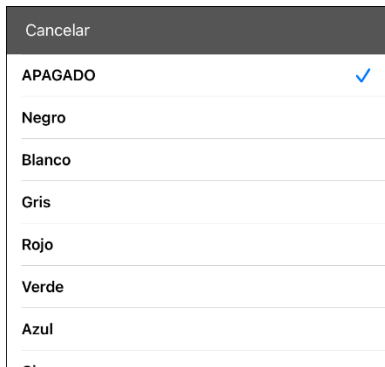 Cancelar
APAGADO
Negro
Blanco
Gris
Rojo
Verde
Azul